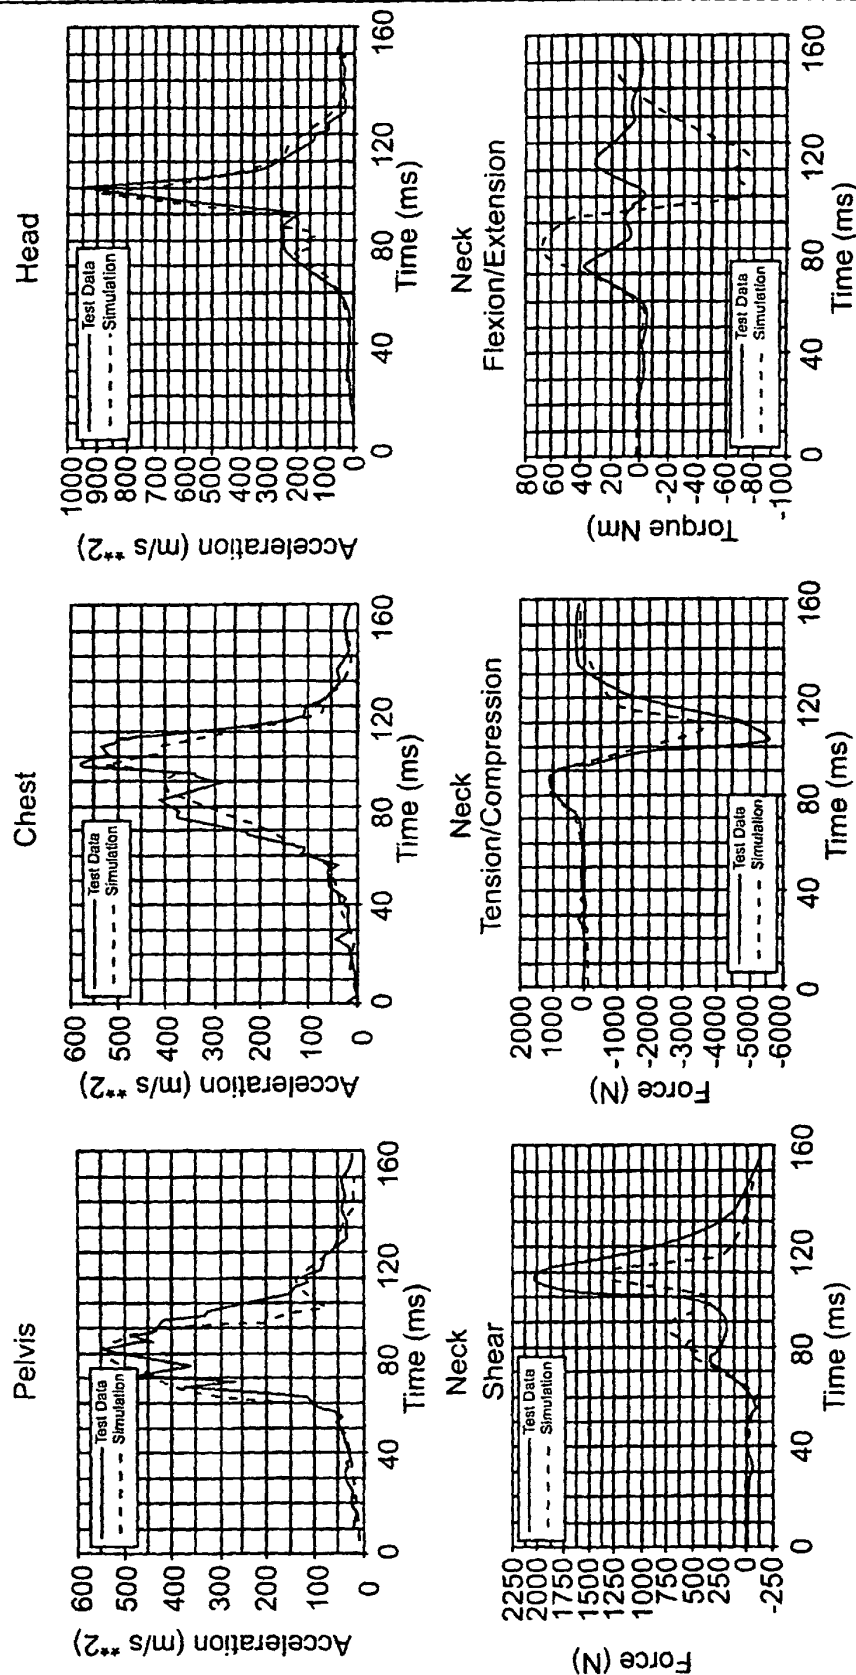 Pelvis
Acceleration (m/s **2)
600
500
400
300
200
100
0
Test Data
Simulation
0
40
80
120
160
Time (ms)
Chest
Acceleration (m/s **2)
600
500
400
300
200
100
0
Test Data
Simulation
0
40
80
120
160
Time (ms)
Head
Acceleration (m/s **2)
1000
900
800
700
600
500
400
300
200
100
0
Test Data
Simulation
0
40
80
120
160
Time (ms)
Neck
Shear
Force (N)
2250
2000
1750
1500
1250
1000
750
500
250
0
-250
Test Data
Simulation
0
40
80
120
160
Time (ms)
Neck
Tension/Compression
Force (N)
2000
1000
0
-1000
-2000
-3000
-4000
-5000
-6000
Test Data
Simulation
0
40
80
120
160
Time (ms)
Neck
Flexion/Extension
Torque Nm)
80
60
40
20
0
-20
-40
-60
-80
-100
Test Data
Simulation
0
40
80
120
160
Time (ms)